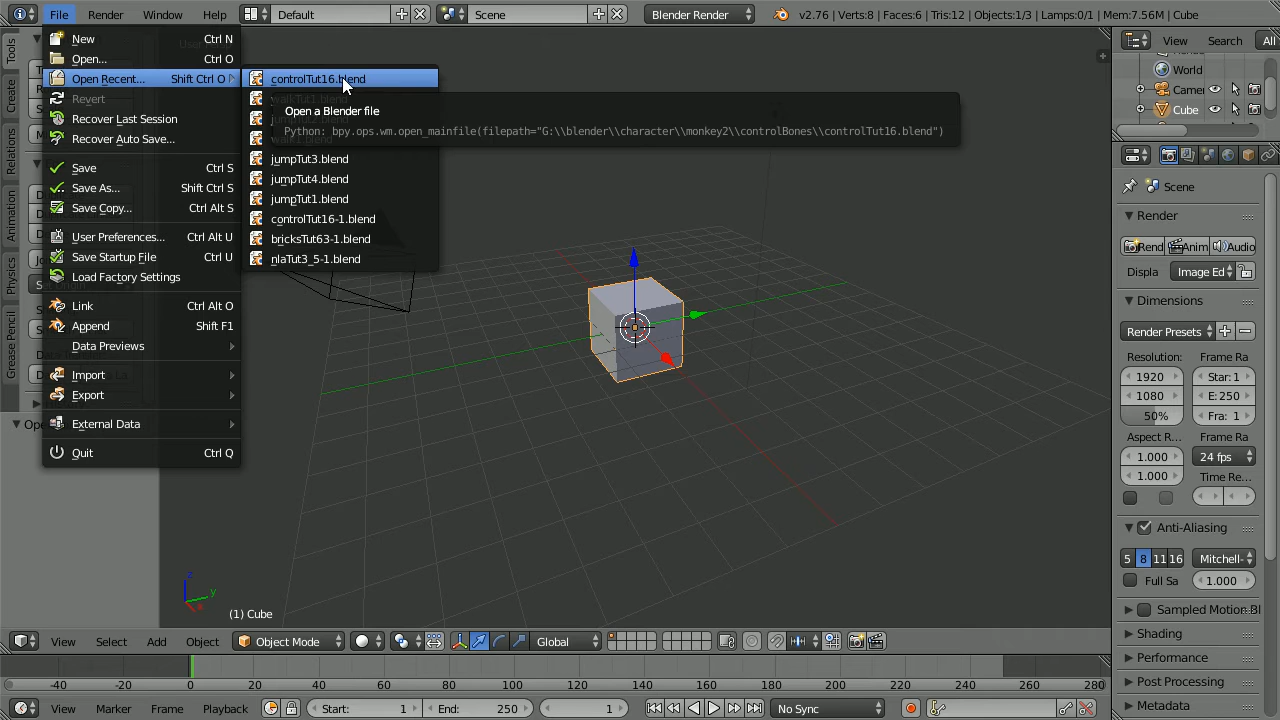 File Render Window Help Default Scene Blender Render v2.76 | Verts:8 | Faces:6 | Tris:12 | Objects:1/3 | Lamps:0/1 | Mem:7.56M | Cube
New Ctrl N
Open... Ctrl O
Open Recent... Shift Ctrl O
Revert
Recover Last Session
Recover Auto Save...
Save Ctrl S
Save As... Shift Ctrl S
Save Copy... Ctrl Alt S
User Preferences... Ctrl Alt U
Save Startup File Ctrl U
Load Factory Settings
Link Ctrl Alt O
Append Shift F1
Data Previews
Import
Export
External Data
Quit Ctrl Q
controlTut16.blend
Open a Blender file
Python: bpy.ops.wm.open_mainfile(filepath="G:\\blender\\character\\monkey2\\controlBones\\controlTut16.blend")
jumpTut3.blend
jumpTut4.blend
jumpTut1.blend
controlTut16-1.blend
bricksTut63-1.blend
nlaTut3_5-1.blend
Tools
Create
Relations
Animation
Physics
Grease Pencil
(1) Cube
z
y
x
View Search All
World
Camer
Cube
Scene
Render
Rend Anim Audio
Displa Image Ed
Dimensions
Render Presets
Resolution: Frame Ra
1920 Star: 1
1080 E: 250
50% Fra: 1
Aspect R... Frame Ra
1.000 24 fps
1.000 Time Re...
Anti-Aliasing
5 8 11 16 Mitchell-
Full Sa 1.000
Sampled Motion Bl
Shading
Performance
Post Processing
Metadata
View Select Add Object Object Mode Global
-40 -20 0 20 40 60 80 100 120 140 160 180 200 220 240 260 280
View Marker Frame Playback Start: 1 End: 250 1 No Sync